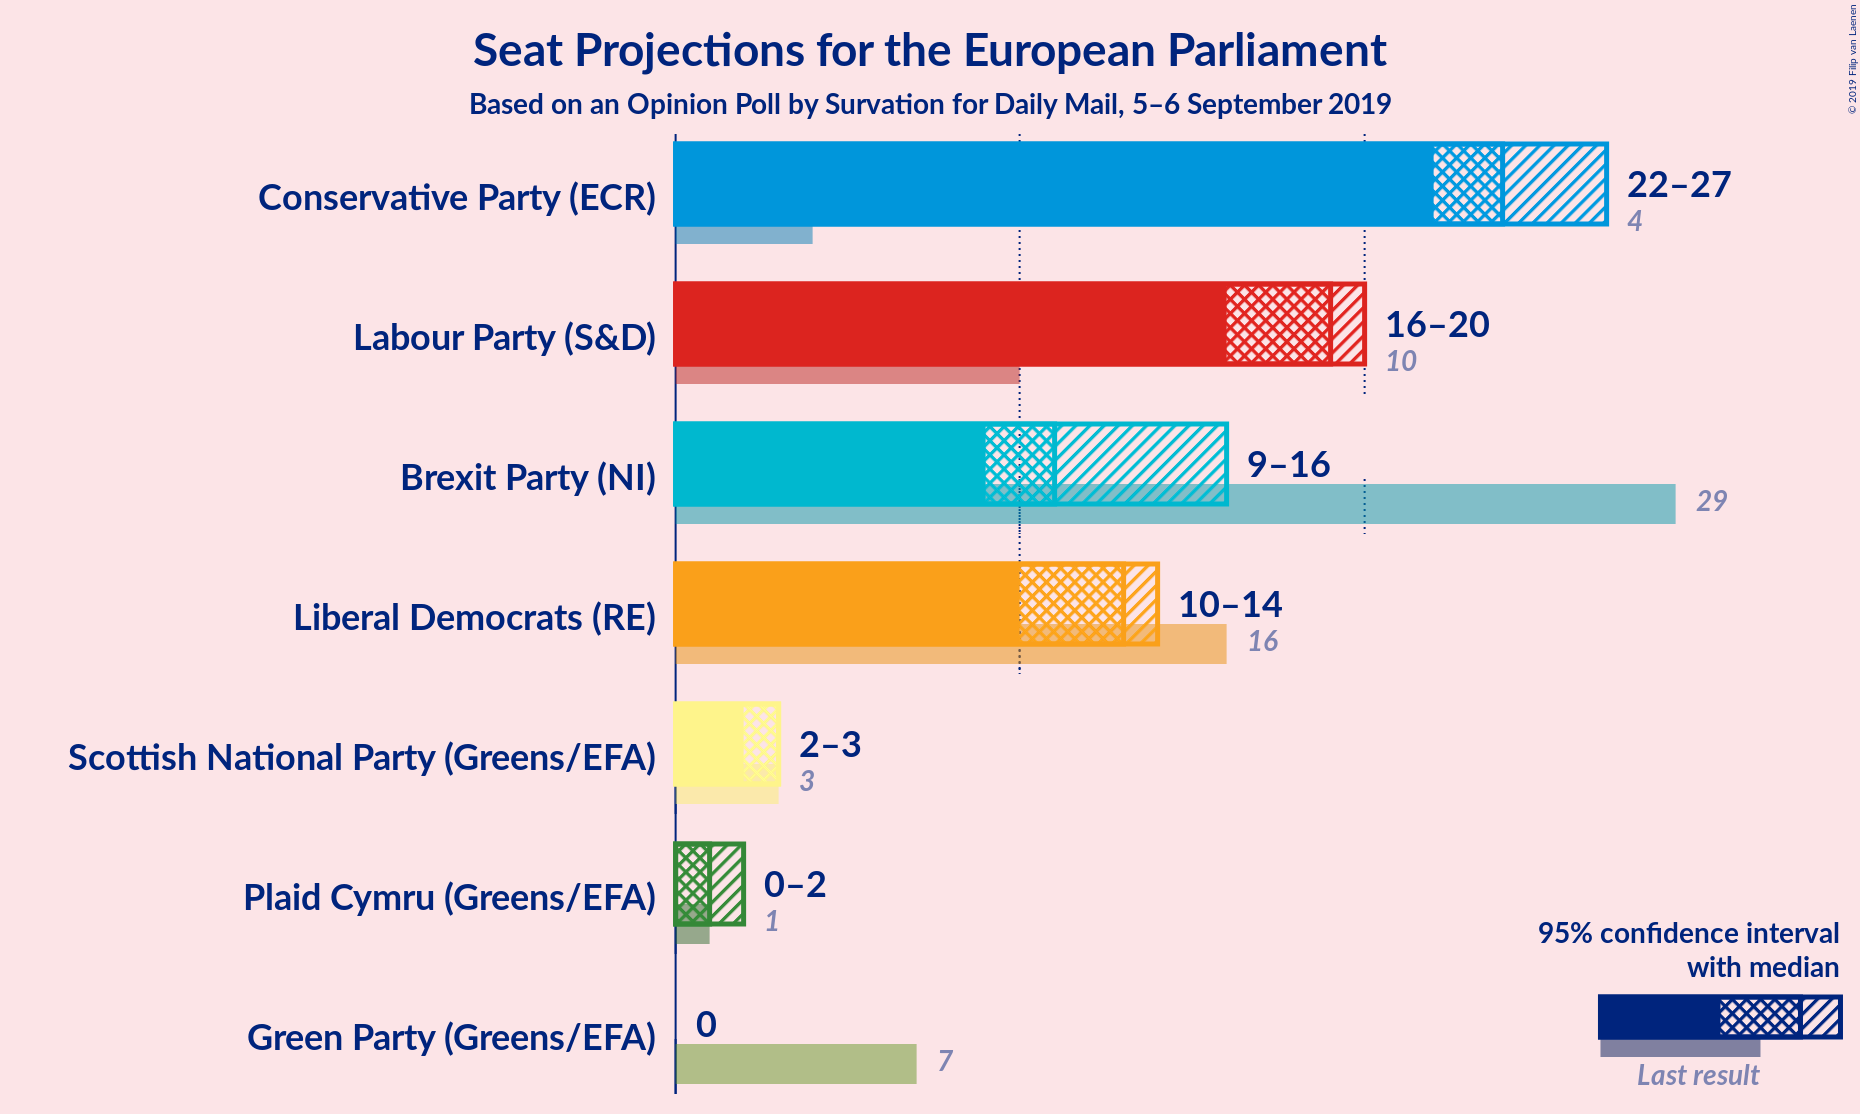 Seat Projections for the European Parliament
Based on an Opinion Poll by Survation for Daily Mail, 5–6 September 2019
© 2019 Filip van Laenen
Conservative Party (ECR)
22–27
4
Labour Party (S&D)
16–20
10
Brexit Party (NI)
9–16
29
Liberal Democrats (RE)
10–14
16
Scottish National Party (Greens/EFA)
2–3
3
Plaid Cymru (Greens/EFA)
0–2
1
Green Party (Greens/EFA)
0
7
95% confidence interval
with median
Last result